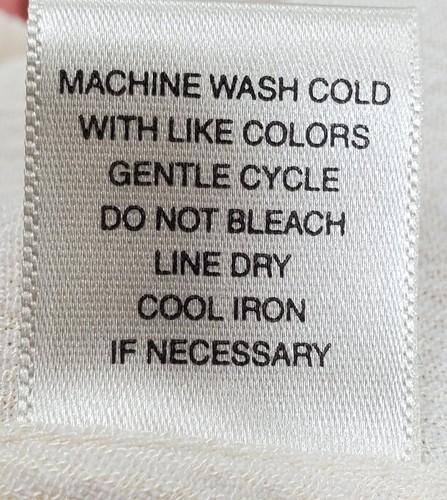 MACHINE WASH COLD
WITH LIKE COLORS
GENTLE CYCLE
DO NOT BLEACH
LINE DRY
COOL IRON
IF NECESSARY